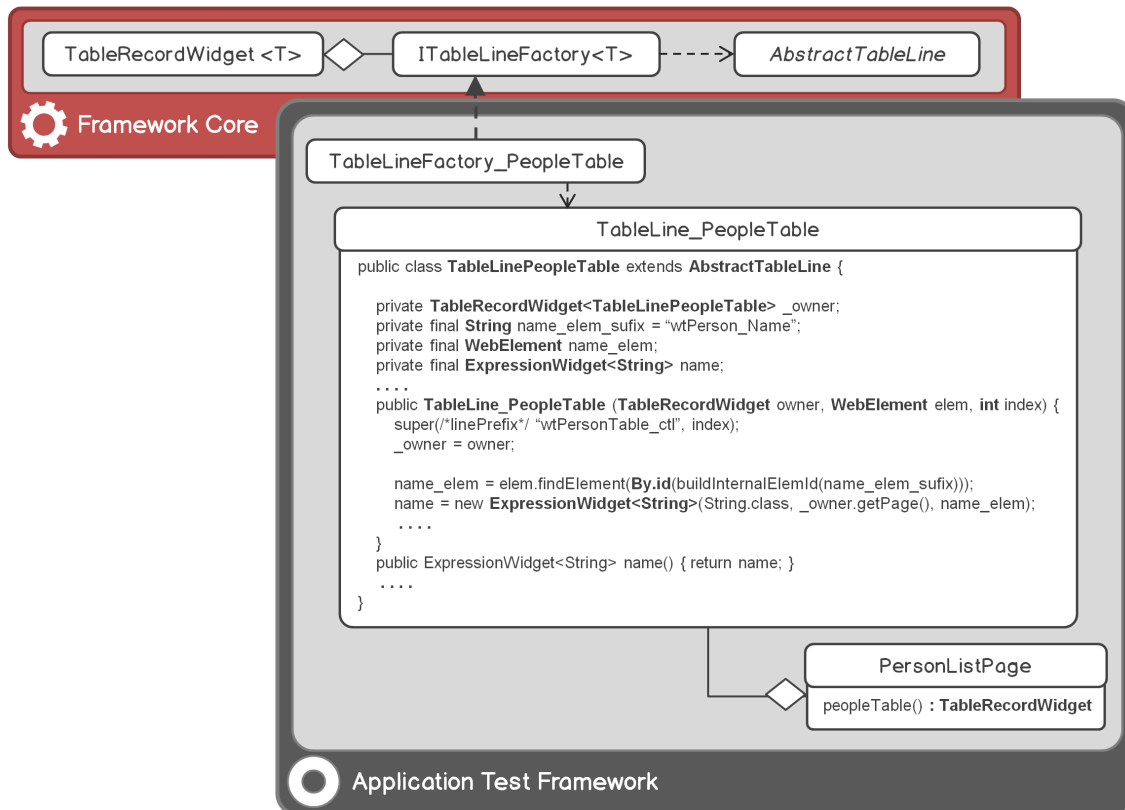 TableRecordWidget <T>
ITableLineFactory<T>
AbstractTableLine
Framework Core
TableLineFactory_PeopleTable
TableLine_PeopleTable
public class TableLinePeopleTable extends AbstractTableLine {
private TableRecordWidget<TableLinePeopleTable> _owner;
private final String name_elem_sufix = “wtPerson_Name”;
private final WebElement name_elem;
private final ExpressionWidget<String> name;
. . . .
public TableLine_PeopleTable (TableRecordWidget owner, WebElement elem, int index) {
super(/*linePrefix*/ “wtPersonTable_ctl”, index);
_owner = owner;
name_elem = elem.findElement(By.id(buildInternalElemId(name_elem_sufix)));
name = new ExpressionWidget<String>(String.class, _owner.getPage(), name_elem);
. . . .
}
public ExpressionWidget<String> name() { return name; }
. . . .
}
PersonListPage
peopleTable() : TableRecordWidget
Application Test Framework